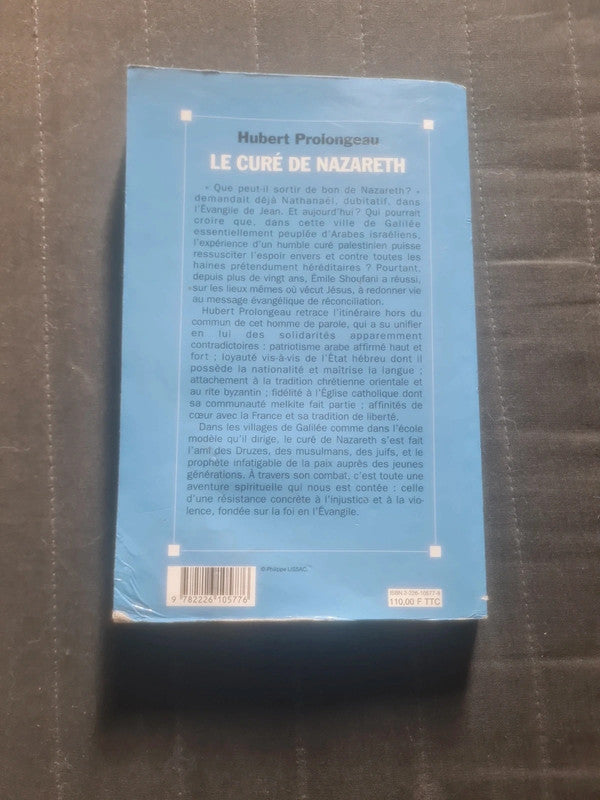 Hubert Prolongeau
LE CURÉ DE NAZARETH
« Que peut-il sortir de bon de Nazareth ? »
demandait déjà Nathanaël, dubitatif, dans
l'Évangile de Jean. Et aujourd'hui ? Qui pourrait
croire que, dans cette ville de Galilée
essentiellement peuplée d'Arabes israéliens,
l'expérience d'un humble curé palestinien puisse
ressusciter l'espoir envers et contre toutes les
haines prétendument héréditaires ? Pourtant,
depuis plus de vingt ans, Émile Shoufani a réussi,
sur les lieux mêmes où vécut Jésus, à redonner vie
au message évangélique de réconciliation.
Hubert Prolongeau retrace l'itinéraire hors du
commun de cet homme de parole, qui a su unifier
en lui des solidarités apparemment
contradictoires : patriotisme arabe affirmé haut et
fort ; loyauté vis-à-vis de l'État hébreu dont il
possède la nationalité et maîtrise la langue ;
attachement à la tradition chrétienne orientale et
au rite byzantin ; fidélité à l'Église catholique dont
sa communauté melkite fait partie ; affinités de
cœur avec la France et sa tradition de liberté.
Dans les villages de Galilée comme dans l'école
modèle qu'il dirige, le curé de Nazareth s'est fait
l'ami des Druzes, des musulmans, des juifs, et le
prophète infatigable de la paix auprès des jeunes
générations. À travers son combat, c'est toute une
aventure spirituelle qui nous est contée : celle
d'une résistance concrète à l'injustice et à la vio-
lence, fondée sur la foi en l'Évangile.
© Philippe LISSAC.
9 782226 105776
ISBN 2-226-10577-8
110,00 F TTC